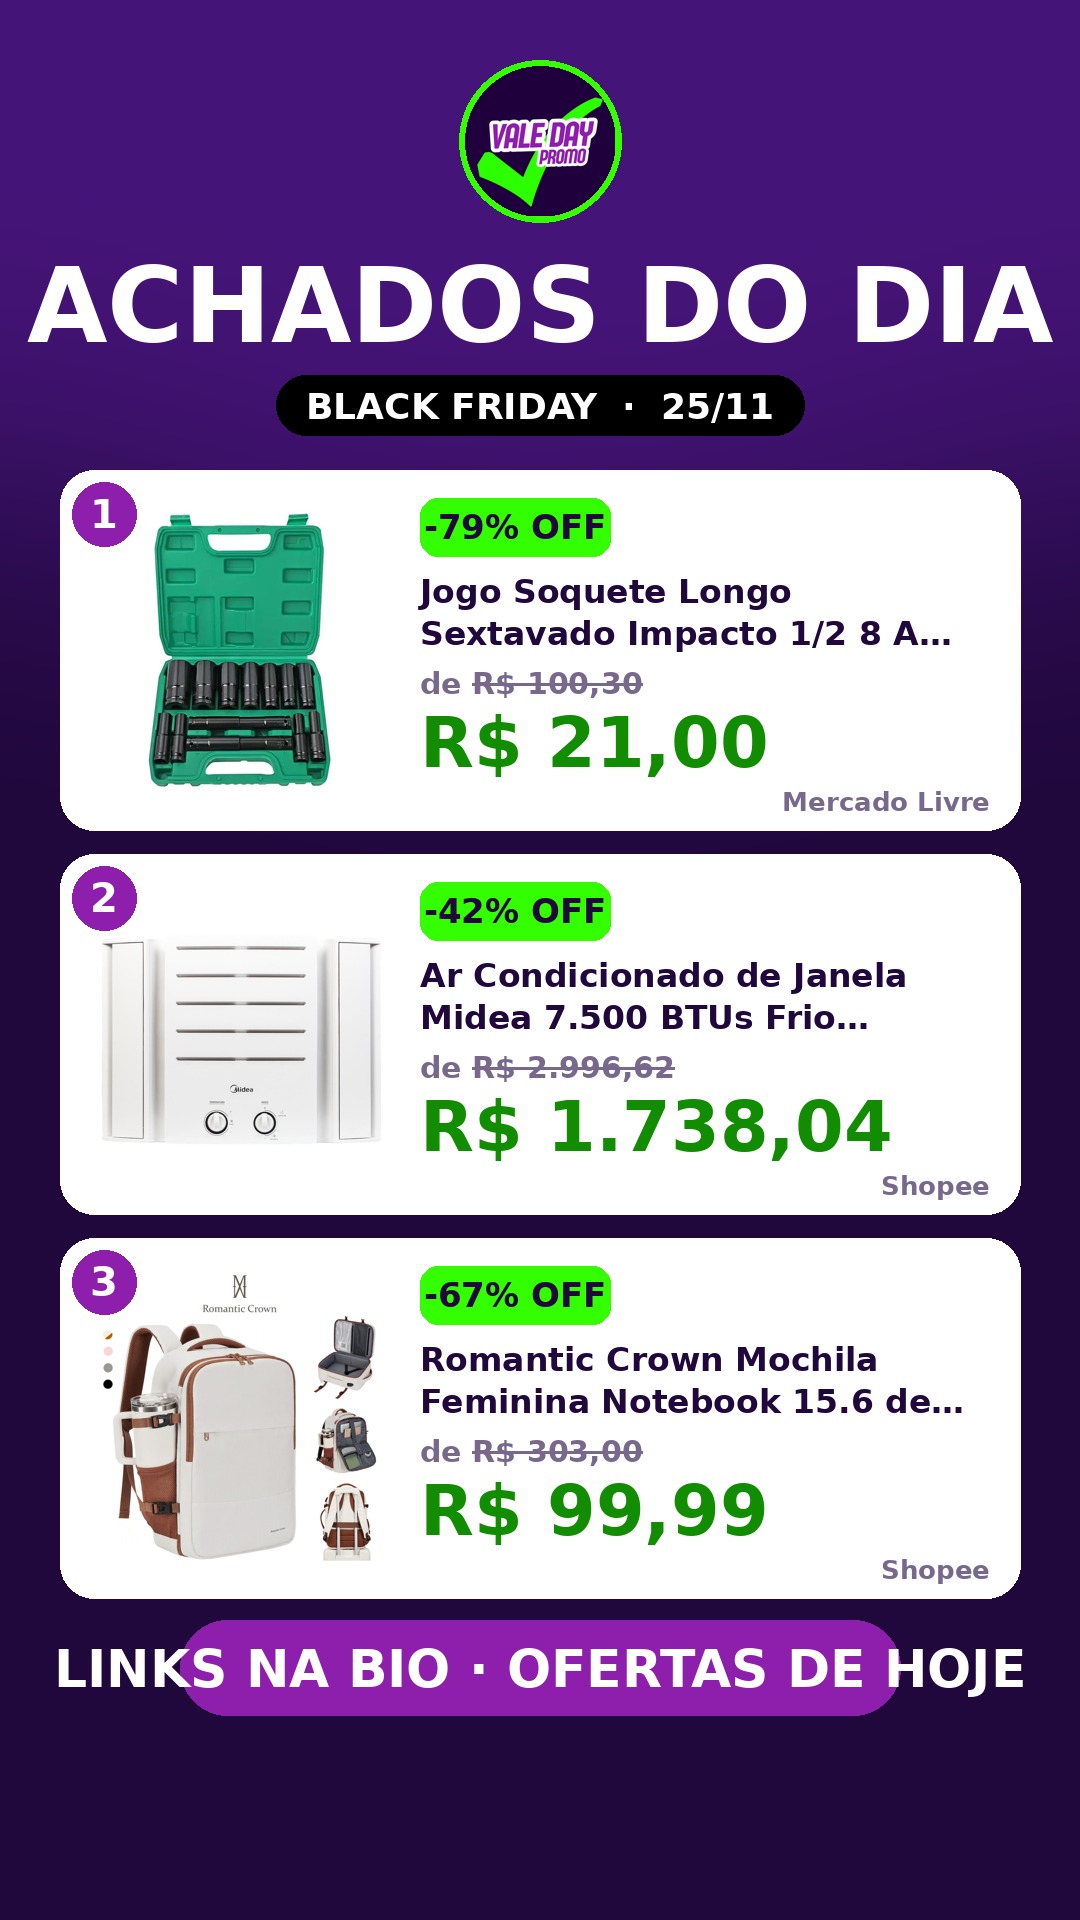 VALE DAY
PROMO
ACHADOS DO DIA
BLACK FRIDAY · 25/11
1
-79% OFF
Jogo Soquete Longo
Sextavado Impacto 1/2 8 A...
de R$ 100,30
R$ 21,00
Mercado Livre
2
-42% OFF
Ar Condicionado de Janela
Midea 7.500 BTUs Frio...
de R$ 2.996,62
R$ 1.738,04
Shopee
Midea
3
-67% OFF
Romantic Crown
Romantic Crown Mochila
Feminina Notebook 15.6 de...
de R$ 303,00
R$ 99,99
Shopee
LINKS NA BIO · OFERTAS DE HOJE